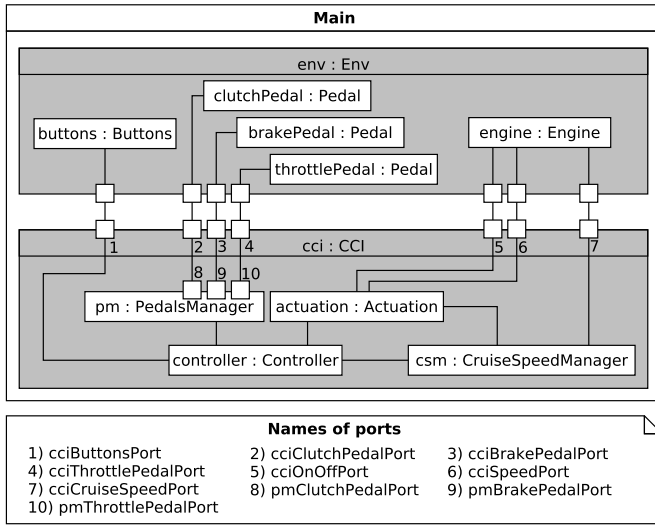 Main
env : Env
clutchPedal : Pedal
buttons : Buttons
brakePedal : Pedal
engine : Engine
throttlePedal : Pedal
cci : CCI
1
2
3
4
5
6
7
8
9
10
pm : PedalsManager
actuation : Actuation
controller : Controller
csm : CruiseSpeedManager
Names of ports
1) cciButtonsPort 2) cciClutchPedalPort 3) cciBrakePedalPort
4) cciThrottlePedalPort 5) cciOnOffPort 6) cciSpeedPort
7) cciCruiseSpeedPort 8) pmClutchPedalPort 9) pmBrakePedalPort
10) pmThrottlePedalPort